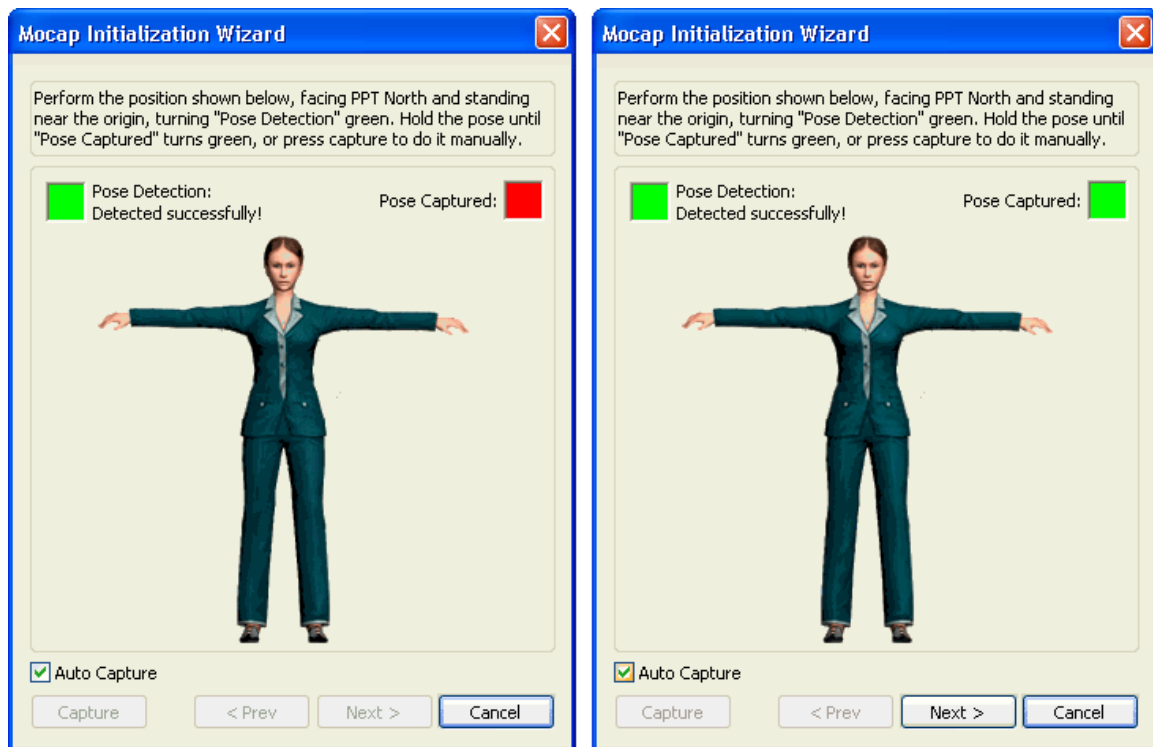 Mocap Initialization Wizard
Perform the position shown below, facing PPT North and standing
near the origin, turning "Pose Detection" green. Hold the pose until
"Pose Captured" turns green, or press capture to do it manually.
Pose Detection:
Detected successfully!
Pose Captured:
Auto Capture
Capture
< Prev
Next >
Cancel
Mocap Initialization Wizard
Perform the position shown below, facing PPT North and standing
near the origin, turning "Pose Detection" green. Hold the pose until
"Pose Captured" turns green, or press capture to do it manually.
Pose Detection:
Detected successfully!
Pose Captured:
Auto Capture
Capture
< Prev
Next >
Cancel